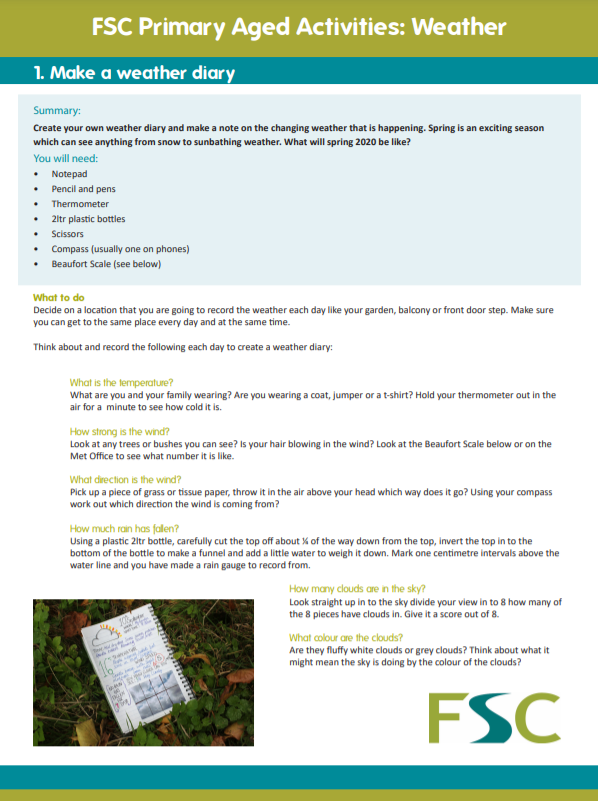 FSC Primary Aged Activities: Weather
1. Make a weather diary
Summary:
Create your own weather diary and make a note on the changing weather that is happening. Spring is an exciting season
which can see anything from snow to sunbathing weather. What will spring 2020 be like?
You will need:
• Notepad
• Pencil and pens
• Thermometer
• 2ltr plastic bottles
• Scissors
• Compass (usually one on phones)
• Beaufort Scale (see below)
What to do
Decide on a location that you are going to record the weather each day like your garden, balcony or front door step. Make sure
you can get to the same place every day and at the same time.
Think about and record the following each day to create a weather diary:
What is the temperature?
What are you and your family wearing? Are you wearing a coat, jumper or a t-shirt? Hold your thermometer out in the
air for a minute to see how cold it is.
How strong is the wind?
Look at any trees or bushes you can see? Is your hair blowing in the wind? Look at the Beaufort Scale below or on the
Met Office to see what number it is like.
What direction is the wind?
Pick up a piece of grass or tissue paper, throw it in the air above your head which way does it go? Using your compass
work out which direction the wind is coming from?
How much rain has fallen?
Using a plastic 2ltr bottle, carefully cut the top off about ¼ of the way down from the top, invert the top in to the
bottom of the bottle to make a funnel and add a little water to weigh it down. Mark one centimetre intervals above the
water line and you have made a rain gauge to record from.
How many clouds are in the sky?
Look straight up in to the sky divide your view in to 8 how many of
the 8 pieces have clouds in. Give it a score out of 8.
What colour are the clouds?
Are they fluffy white clouds or grey clouds? Think about what it
might mean the sky is doing by the colour of the clouds?
FSC